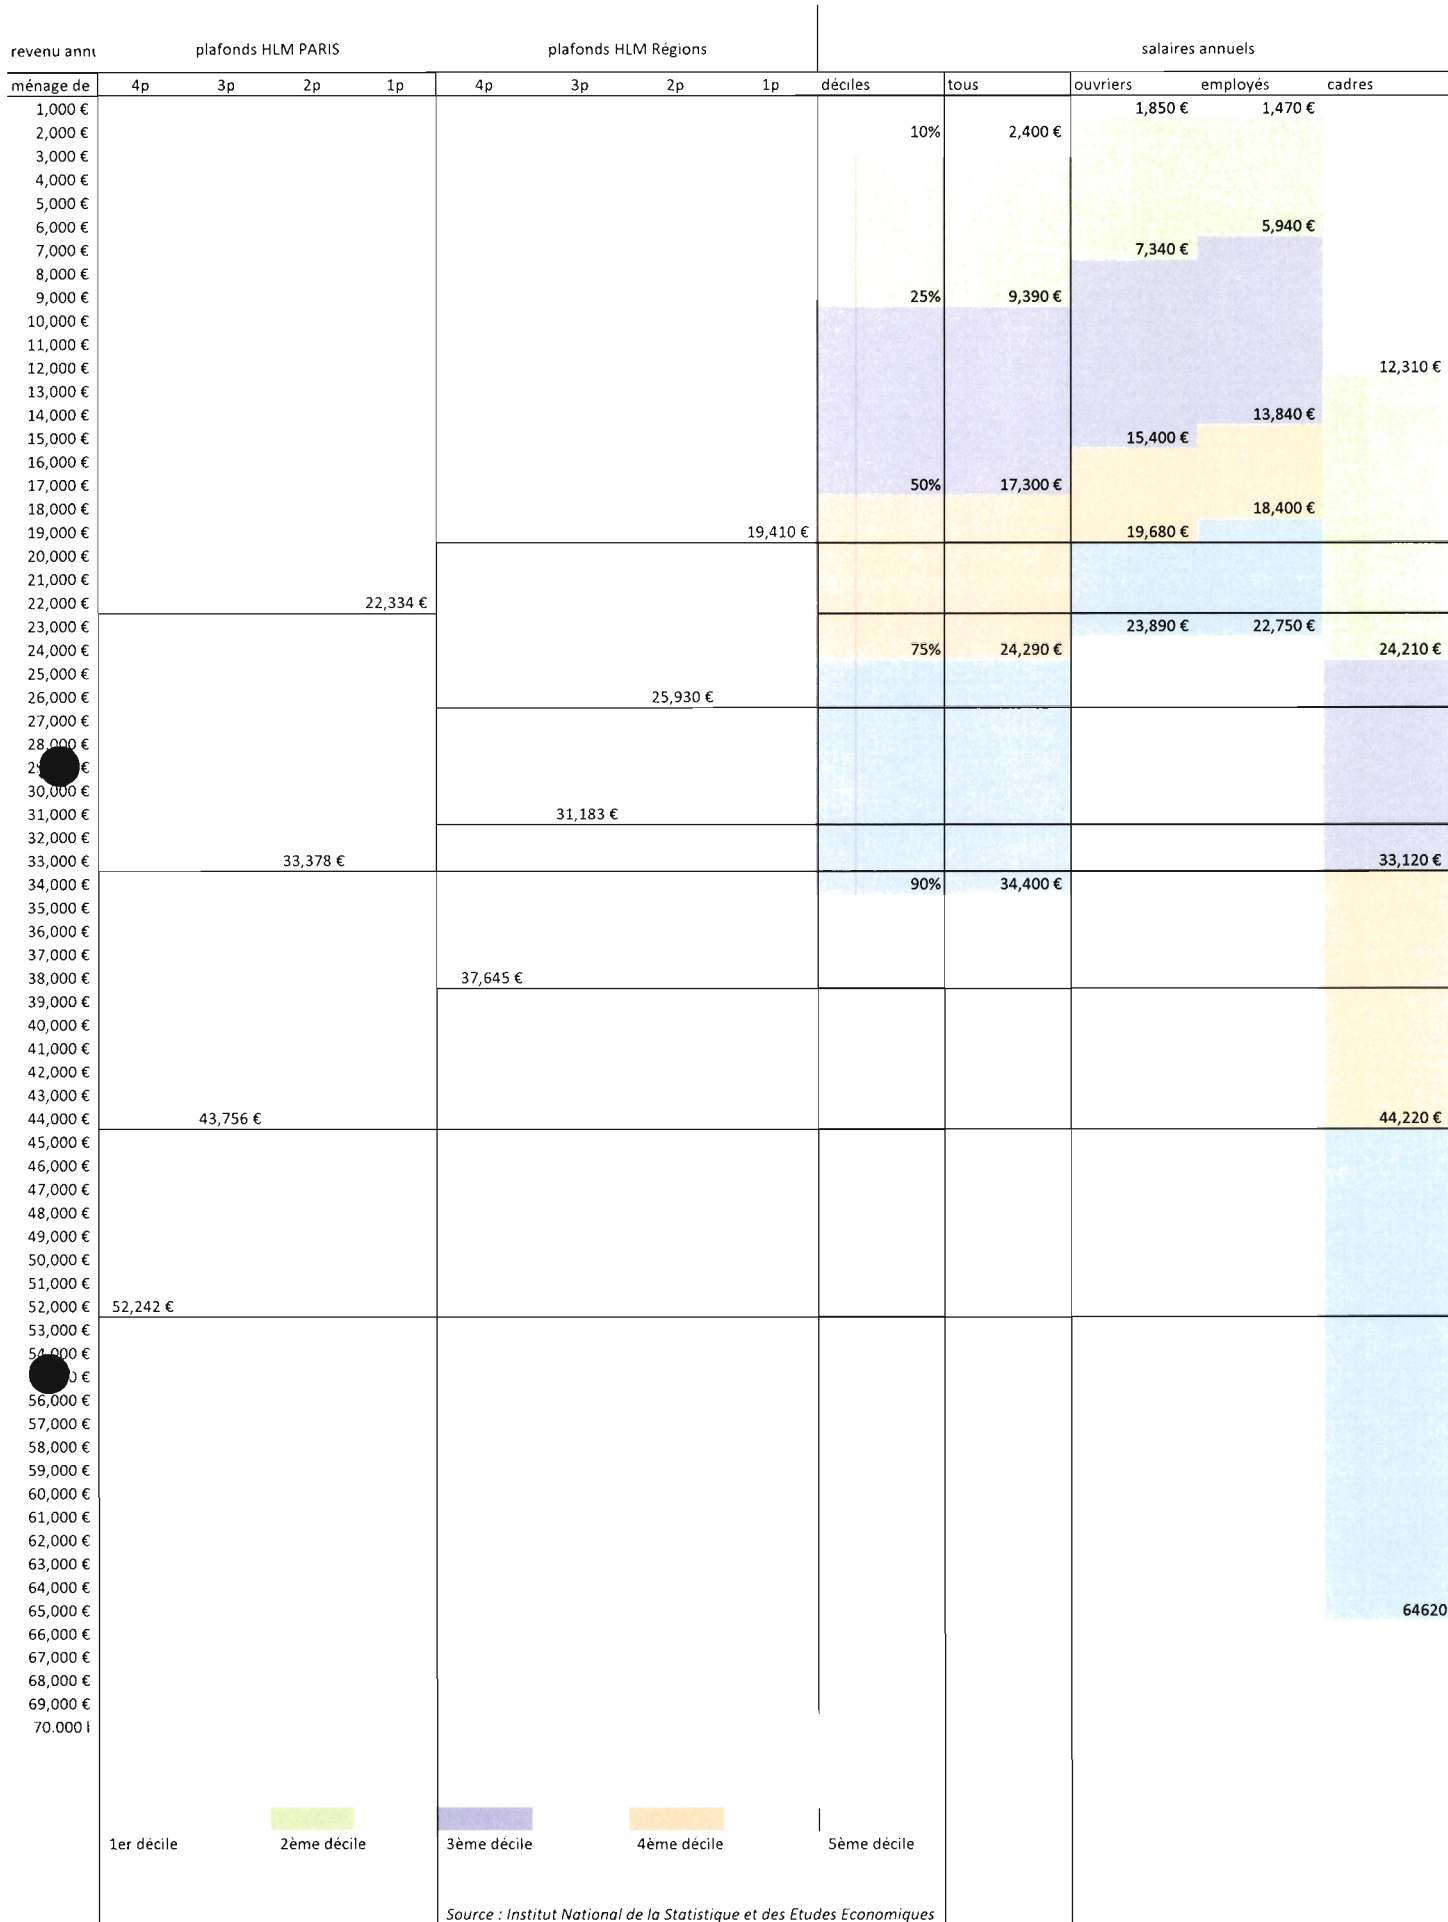 revenu annu plafonds HLM PARIS plafonds HLM Régions salaires annuels
ménage de 4p 3p 2p 1p 4p 3p 2p 1p déciles tous ouvriers employés cadres
1,000 € 1,850 € 1,470 €
2,000 € 10% 2,400 €
3,000 €
4,000 €
5,000 €
6,000 € 5,940 €
7,000 € 7,340 €
8,000 €
9,000 € 25% 9,390 €
10,000 €
11,000 €
12,000 € 12,310 €
13,000 €
14,000 € 13,840 €
15,000 € 15,400 €
16,000 €
17,000 € 50% 17,300 €
18,000 € 18,400 €
19,000 € 19,410 € 19,680 €
20,000 €
21,000 €
22,000 € 22,334 €
23,000 € 23,890 € 22,750 €
24,000 € 75% 24,290 € 24,210 €
25,000 €
26,000 € 25,930 €
27,000 €
28,000 €
€
30,000 €
31,000 € 31,183 €
32,000 €
33,000 € 33,378 € 33,120 €
34,000 € 90% 34,400 €
35,000 €
36,000 €
37,000 €
38,000 € 37,645 €
39,000 €
40,000 €
41,000 €
42,000 €
43,000 €
44,000 € 43,756 € 44,220 €
45,000 €
46,000 €
47,000 €
48,000 €
49,000 €
50,000 €
51,000 €
52,000 € 52,242 €
53,000 €
54,000 €
€
56,000 €
57,000 €
58,000 €
59,000 €
60,000 €
61,000 €
62,000 €
63,000 €
64,000 €
65,000 € 64620
66,000 €
67,000 €
68,000 €
69,000 €
70.000
1er décile 2ème décile 3ème décile 4ème décile 5ème décile
Source : Institut National de la Statistique et des Etudes Economiques